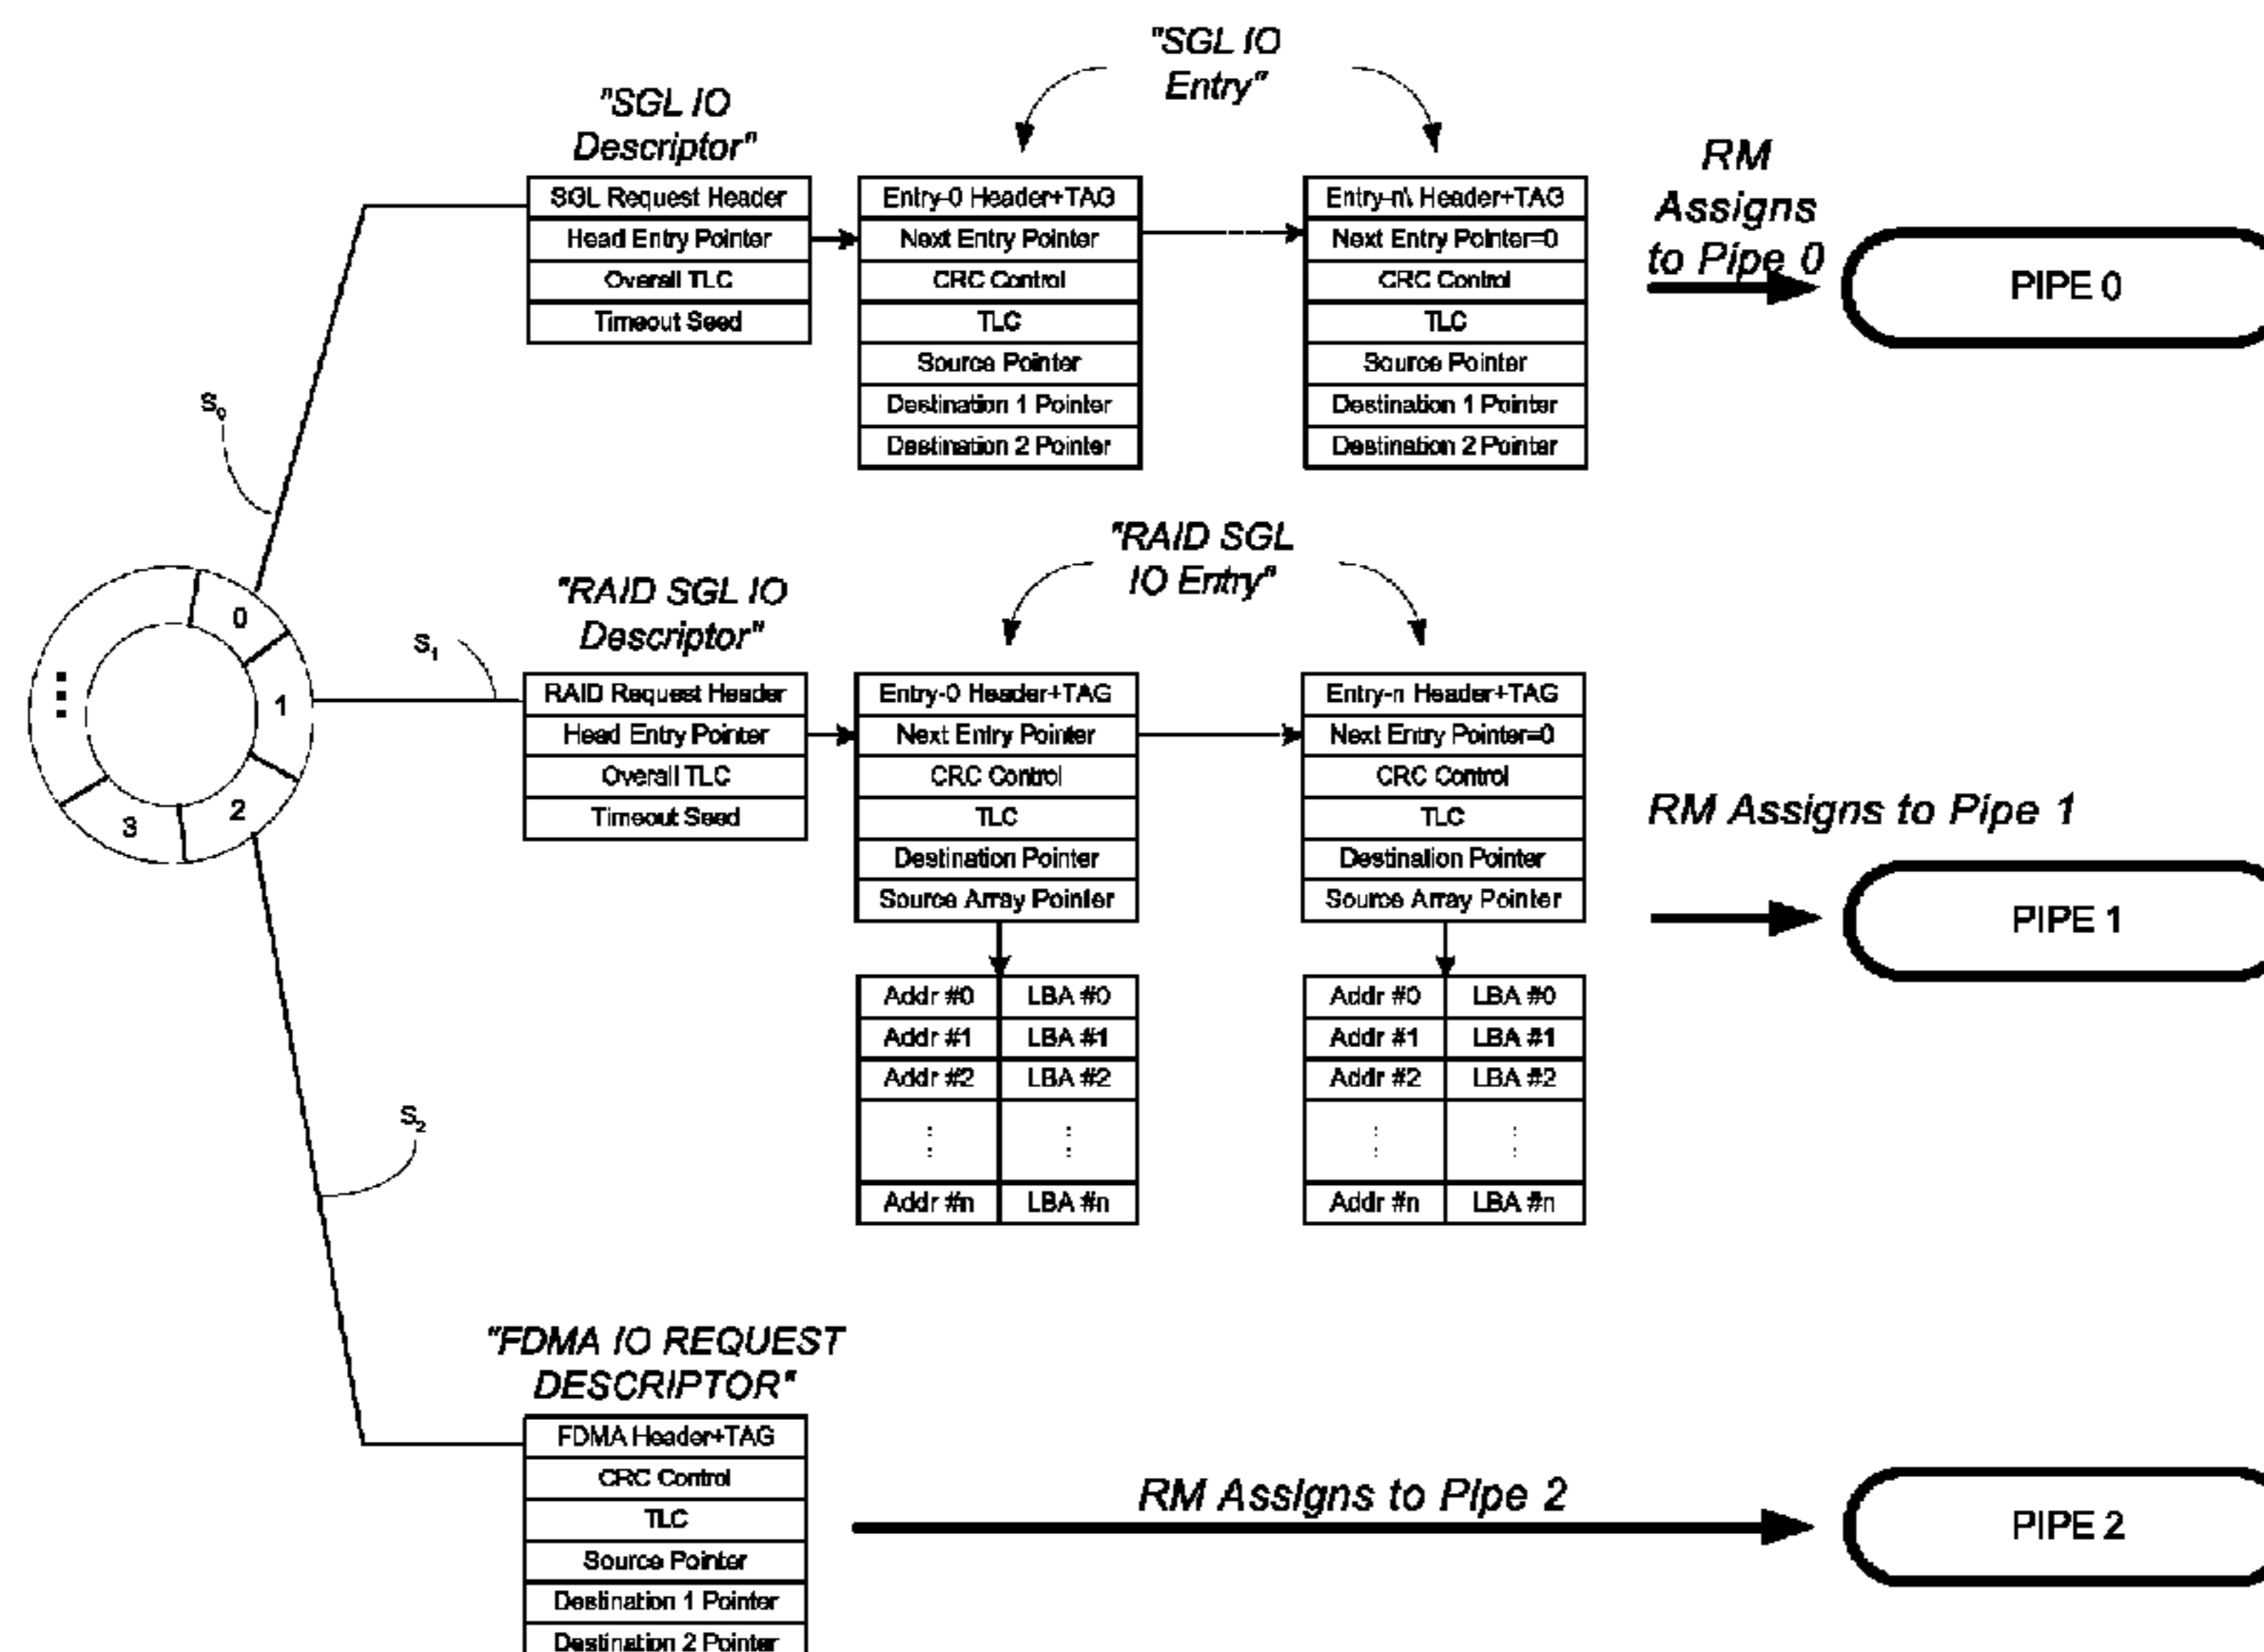 "SGL IO
Entry"
"SGL IO
Descriptor"
SGL Request Header
Head Entry Pointer
Overall TLC
Timeout Seed
Entry-0 Header+TAG
Next Entry Pointer
CRC Control
TLC
Source Pointer
Destination 1 Pointer
Destination 2 Pointer
Entry-n\ Header+TAG
Next Entry Pointer=0
CRC Control
TLC
Source Pointer
Destination 1 Pointer
Destination 2 Pointer
RM
Assigns
to Pipe 0
PIPE 0
S0
0
1
2
3
S1
"RAID SGL IO
Descriptor"
RAID Request Header
Head Entry Pointer
Overall TLC
Timeout Seed
"RAID SGL
IO Entry"
Entry-0 Header+TAG
Next Entry Pointer
CRC Control
TLC
Destination Pointer
Source Array Pointer
Addr #0 LBA #0
Addr #1 LBA #1
Addr #2 LBA #2
Addr #n LBA #n
Entry-n Header+TAG
Next Entry Pointer=0
CRC Control
TLC
Destination Pointer
Source Array Pointer
Addr #0 LBA #0
Addr #1 LBA #1
Addr #2 LBA #2
Addr #n LBA #n
RM Assigns to Pipe 1
PIPE 1
S2
"FDMA IO REQUEST
DESCRIPTOR"
FDMA Header+TAG
CRC Control
TLC
Source Pointer
Destination 1 Pointer
Destination 2 Pointer
RM Assigns to Pipe 2
PIPE 2